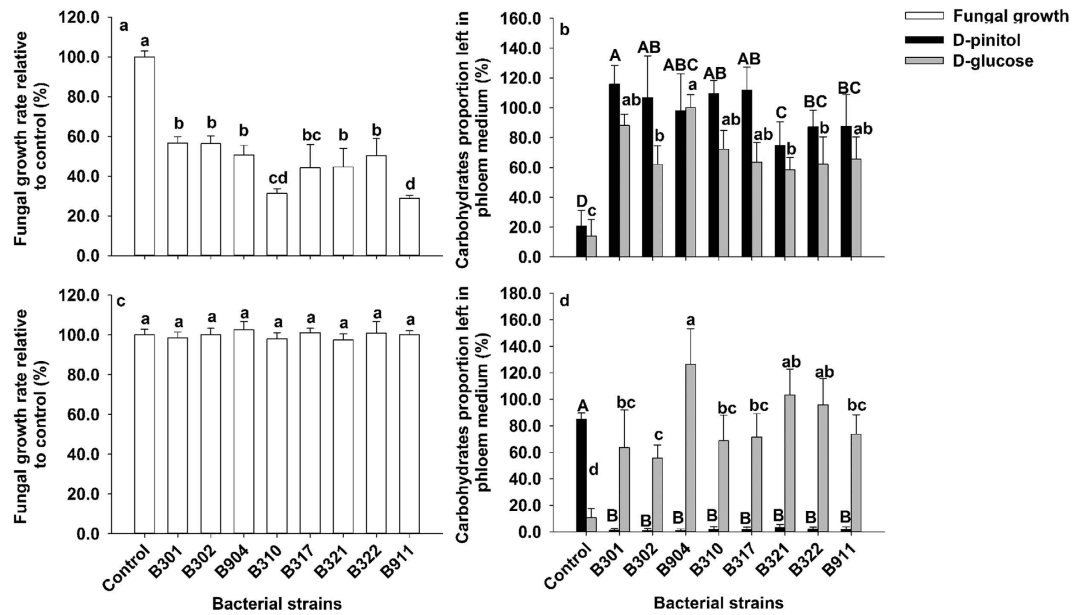 Fungal growth
D-pinitol
D-glucose
a
Fungal growth rate relative
to control (%)
120.0
100.0
80.0
60.0
40.0
20.0
0.0
a
b
b
b
cd
bc
b
b
d
b
Carbohydrates proportion left in
phloem medium (%)
160.0
140.0
120.0
100.0
80.0
60.0
40.0
20.0
0.0
D
c
A
ab
AB
b
ABC
a
AB
ab
AB
ab
C
b
BC
b
BC
ab
c
Fungal growth rate relative
to control (%)
120.0
100.0
80.0
60.0
40.0
20.0
0.0
a
a
a
a
a
a
a
a
a
Control
B301
B302
B904
B310
B317
B321
B322
B911
Bacterial strains
d
Carbohydrates proportion left in
phloem medium (%)
180.0
160.0
140.0
120.0
100.0
80.0
60.0
40.0
20.0
0.0
A
d
B
bc
B
c
B
a
B
bc
B
bc
B
ab
B
ab
B
bc
Control
B301
B302
B904
B310
B317
B321
B322
B911
Bacterial strains